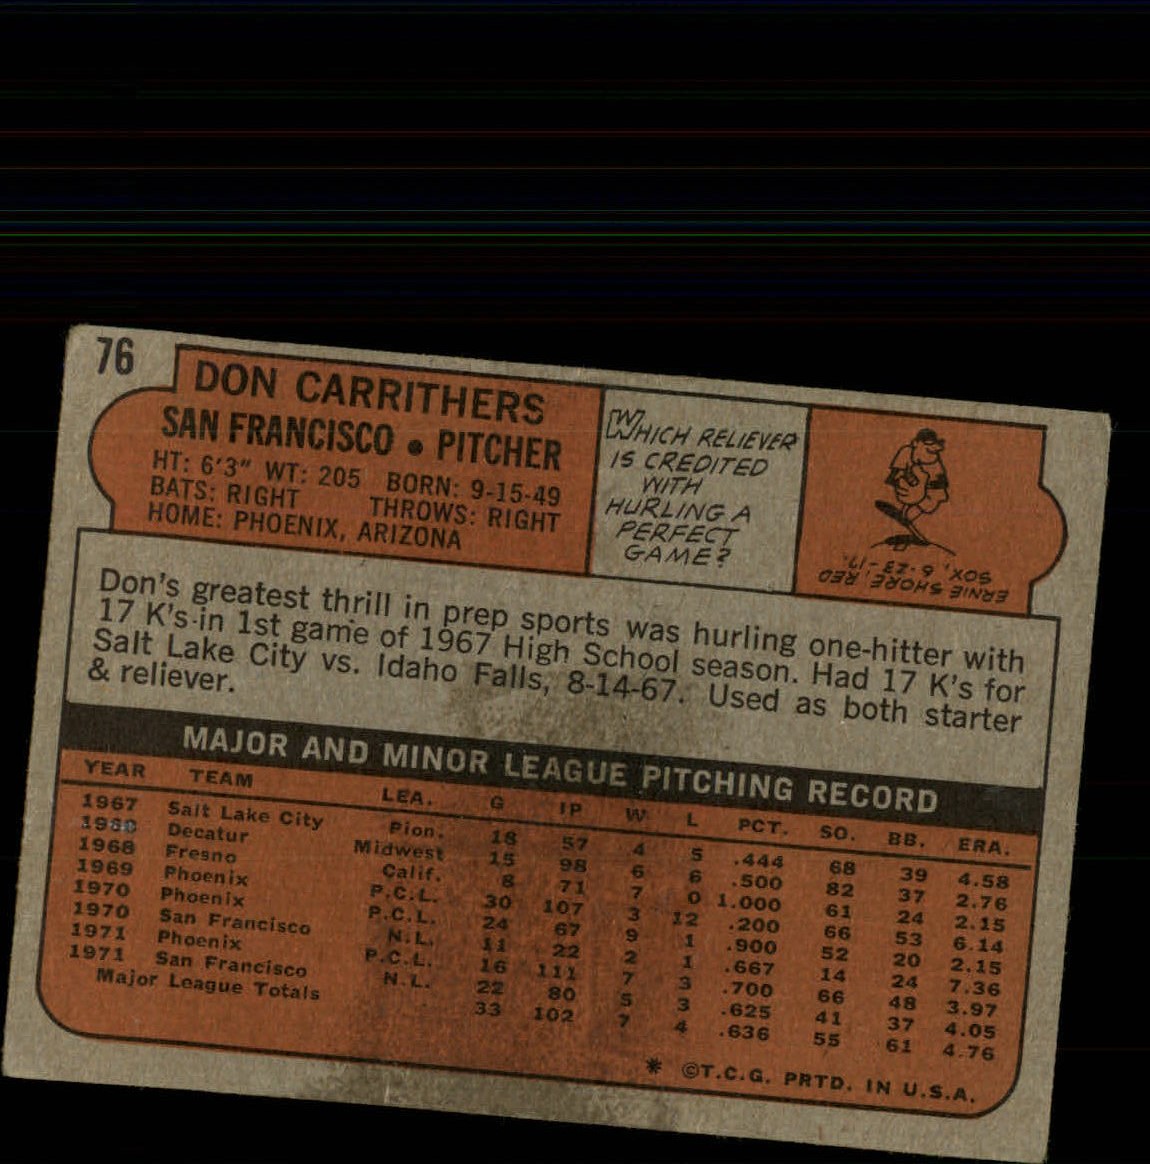 76
DON CARRITHERS
SAN FRANCISCO • PITCHER
HT: 6'3" WT: 205 BORN: 9-15-49
BATS: RIGHT THROWS: RIGHT
HOME: PHOENIX, ARIZONA
WHICH RELIEVER
IS CREDITED
WITH
HURLING A
PERFECT
GAME?
ERNIE SHORE, RED
SOX, 6-23-17.
Don's greatest thrill in prep sports was hurling one-hitter with
17 K's in 1st game of 1967 High School season. Had 17 K's for
Salt Lake City vs. Idaho Falls, 8-14-67. Used as both starter
& reliever.
MAJOR AND MINOR LEAGUE PITCHING RECORD
YEAR TEAM LEA. G IP W L PCT. SO. BB. ERA.
1967 Salt Lake City Pion. 18 57 4 5 .444 68 39 4.58
1968 Decatur Midwest 15 98 6 6 .500 82 37 2.76
1968 Fresno Calif. 8 71 7 0 1.000 61 24 2.15
1969 Phoenix P.C.L. 30 107 3 12 .200 66 53 6.14
1970 Phoenix P.C.L. 24 67 9 1 .900 52 20 2.15
1970 San Francisco N.L. 11 22 2 1 .667 14 24 7.36
1971 Phoenix P.C.L. 16 111 7 3 .700 66 48 3.97
1971 San Francisco N.L. 22 80 5 3 .625 41 37 4.05
Major League Totals 33 102 7 4 .636 55 61 4.76
* ©T.C.G. PRTD. IN U.S.A.